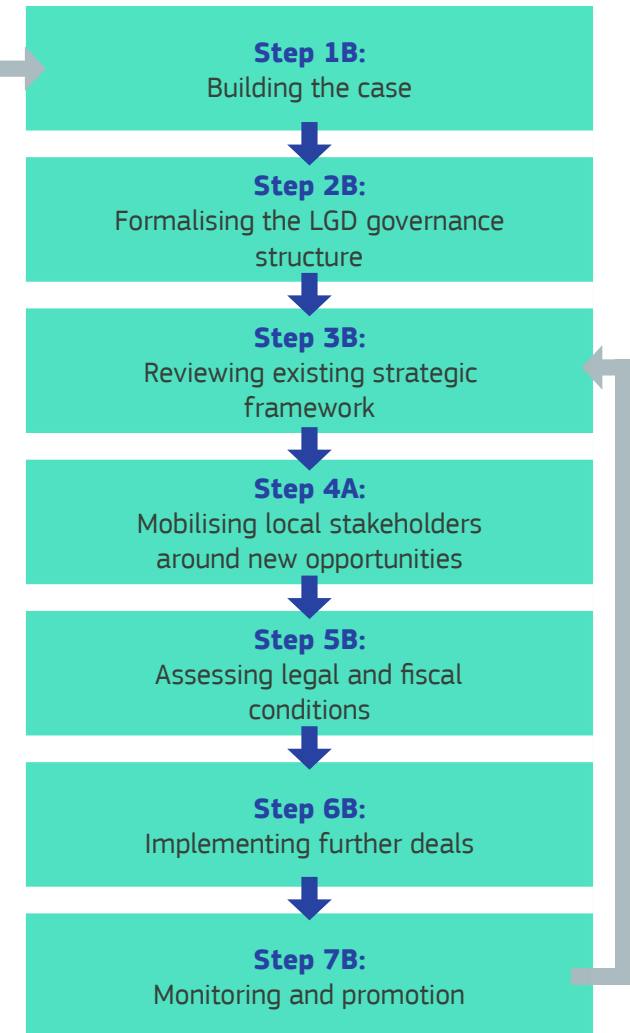 Step 1B:
Building the case
Step 2B:
Formalising the LGD governance
structure
Step 3B:
Reviewing existing strategic
framework
Step 4A:
Mobilising local stakeholders
around new opportunities
Step 5B:
Assessing legal and fiscal
conditions
Step 6B:
Implementing further deals
Step 7B:
Monitoring and promotion